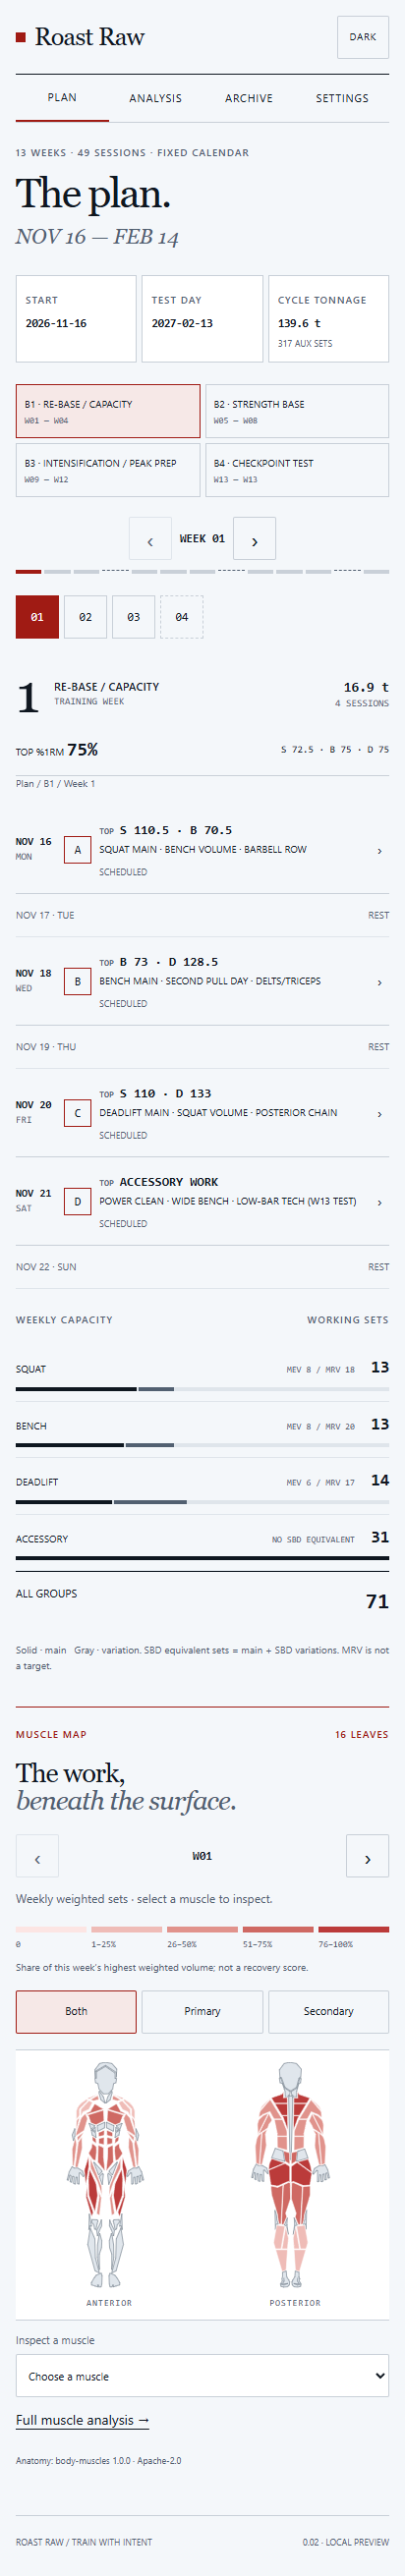 Roast Raw
DARK
PLAN ANALYSIS ARCHIVE SETTINGS
13 WEEKS · 49 SESSIONS · FIXED CALENDAR
The plan.
NOV 16 — FEB 14
START
2026-11-16
TEST DAY
2027-02-13
CYCLE TONNAGE
139.6 t
317 AUX SETS
B1 · RE-BASE / CAPACITY
W01 — W04
B2 · STRENGTH BASE
W05 — W08
B3 · INTENSIFICATION / PEAK PREP
W09 — W12
B4 · CHECKPOINT TEST
W13 — W13
‹ WEEK 01 ›
01 02 03 04
1
RE-BASE / CAPACITY
TRAINING WEEK
16.9 t
4 SESSIONS
TOP %1RM 75%
S 72.5 · B 75 · D 75
Plan / B1 / Week 1
NOV 16
MON
A
TOP S 110.5 · B 70.5
SQUAT MAIN · BENCH VOLUME · BARBELL ROW
SCHEDULED
›
NOV 17 · TUE REST
NOV 18
WED
B
TOP B 73 · D 128.5
BENCH MAIN · SECOND PULL DAY · DELTS/TRICEPS
SCHEDULED
›
NOV 19 · THU REST
NOV 20
FRI
C
TOP S 110 · D 133
DEADLIFT MAIN · SQUAT VOLUME · POSTERIOR CHAIN
SCHEDULED
›
NOV 21
SAT
D
TOP ACCESSORY WORK
POWER CLEAN · WIDE BENCH · LOW-BAR TECH (W13 TEST)
SCHEDULED
›
NOV 22 · SUN REST
WEEKLY CAPACITY WORKING SETS
SQUAT MEV 8 / MRV 18 13
BENCH MEV 8 / MRV 20 13
DEADLIFT MEV 6 / MRV 17 14
ACCESSORY NO SBD EQUIVALENT 31
ALL GROUPS 71
Solid · main Gray · variation. SBD equivalent sets = main + SBD variations. MRV is not
a target.
MUSCLE MAP 16 LEAVES
The work,
beneath the surface.
‹ W01 ›
Weekly weighted sets · select a muscle to inspect.
0 1–25% 26–50% 51–75% 76–100%
Share of this week's highest weighted volume; not a recovery score.
Both Primary Secondary
ANTERIOR POSTERIOR
Inspect a muscle
Choose a muscle
Full muscle analysis →
Anatomy: body-muscles 1.0.0 · Apache-2.0
ROAST RAW / TRAIN WITH INTENT 0.02 · LOCAL PREVIEW